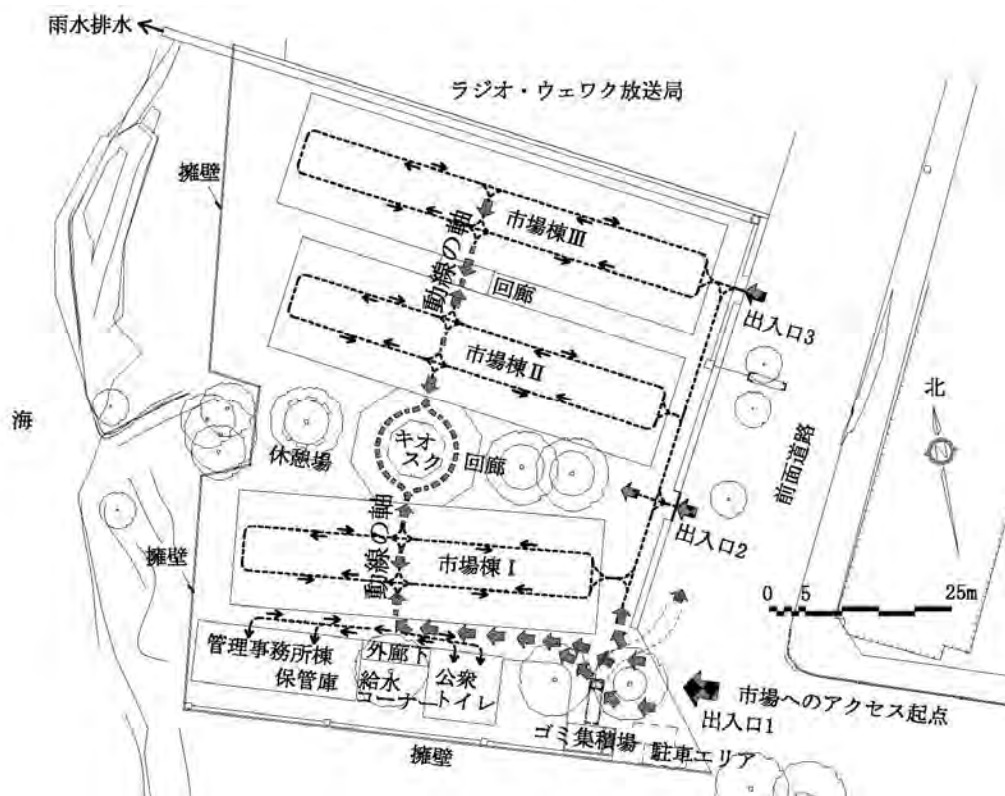 雨水排水
ラジオ・ウェワク放送局
擁壁
市場棟Ⅲ
動線の軸
回廊
出入口3
市場棟Ⅱ
北
海
キオ
スク
休憩場
回廊
前面道路
動線の軸
出入口2
擁壁
市場棟Ⅰ
0 5 25m
管理事務所棟
外廊下
保管庫
給水
コーナー
公衆
トイレ
市場へのアクセス起点
出入口1
ゴミ集積場
駐車エリア
擁壁